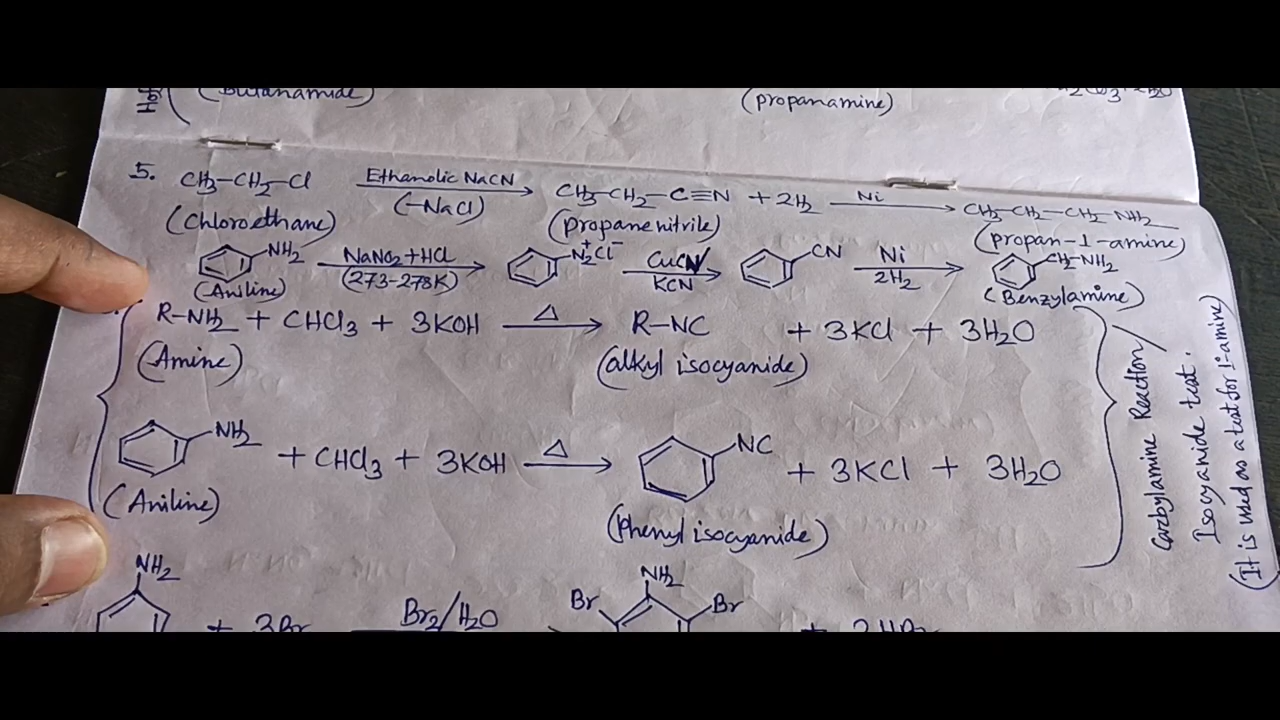 (Butanamide)
(propanamine)
5. CH3-CH2-Cl Ethanolic NaCN (-NaCl) CH3-CH2-C≡N + 2H2 Ni CH3-CH2-CH2-NH2
(Chloroethane) (propanenitrile) (propan-1-amine)
NH2 NaNO2+HCl (273-278K) N2+Cl- CuCN KCN CN Ni 2H2 CH2-NH2
(Aniline) (Benzylamine)
R-NH2 + CHCl3 + 3KOH Δ R-NC + 3KCl + 3H2O
(Amine) (alkyl isocyanide)
NH2 + CHCl3 + 3KOH Δ NC + 3KCl + 3H2O
(Aniline) (Phenyl isocyanide)
Carbylamine Reaction/
Isocyanide test.
(It is used as a test for 1°-amine)
NH2 NH2
Br Br
+ 3Br Br2/H2O +